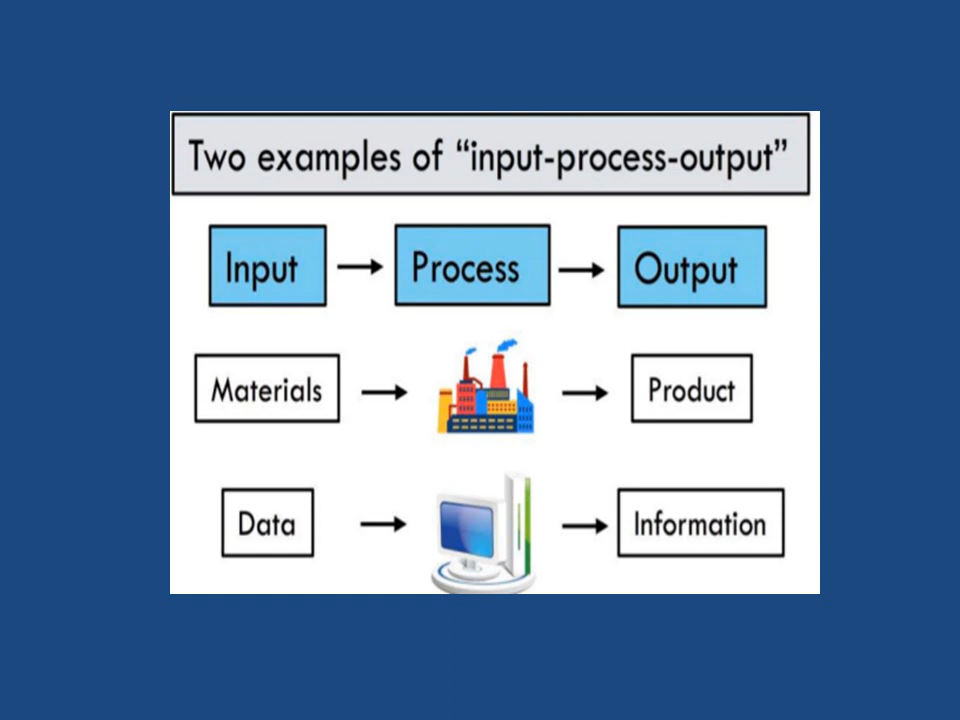 Two examples of “input-process-output”
Input
Process
Output
Materials
Product
Data
Information